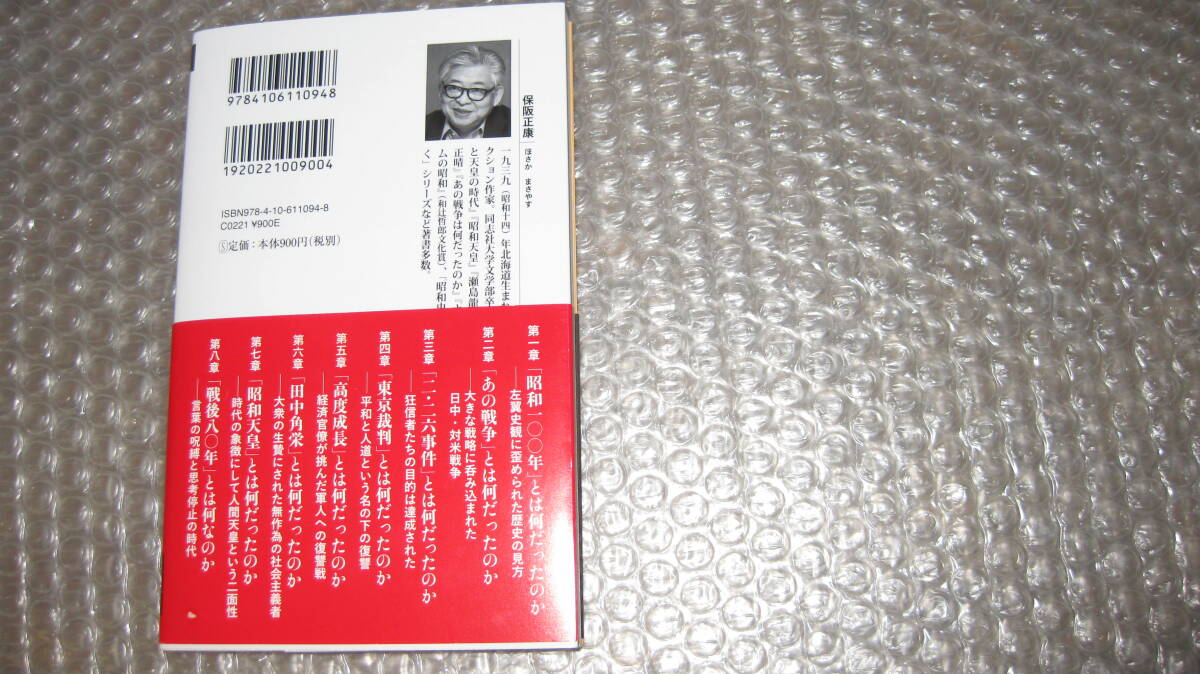 9784106110948
1920221009004
ISBN978-4-10-611094-8
C0221 ¥900E
Ⓢ定価：本体900円（税別）
保阪正康 ほさか まさやす
一九三九（昭和十四）年北海道生まれ
クション作家。同志社大学文学部卒
と天皇の時代』『昭和天皇』『瀬島龍
正晴』『あの戦争は何だったのか』
ムの昭和』（和辻哲郎文化賞）、「昭和史
く」シリーズなど著書多数。
第一章 「昭和一〇〇年」とは何だったのか
――左翼史観に歪められた歴史の見方
第二章 「あの戦争」とは何だったのか
――大きな戦略に呑み込まれた
日中・対米戦争
第三章 「二・二六事件」とは何だったのか
――狂信者たちの目的は達成された
第四章 「東京裁判」とは何だったのか
――平和と人道という名の下の復讐
第五章 「高度成長」とは何だったのか
――経済官僚が挑んだ軍人への復讐戦
第六章 「田中角栄」とは何だったのか
――大衆の生贄にされた無作為の社会主義者
第七章 「昭和天皇」とは何だったのか
――時代の象徴にして人間天皇という二面性
第八章 「戦後八〇年」とは何なのか
――言葉の呪縛と思考停止の時代